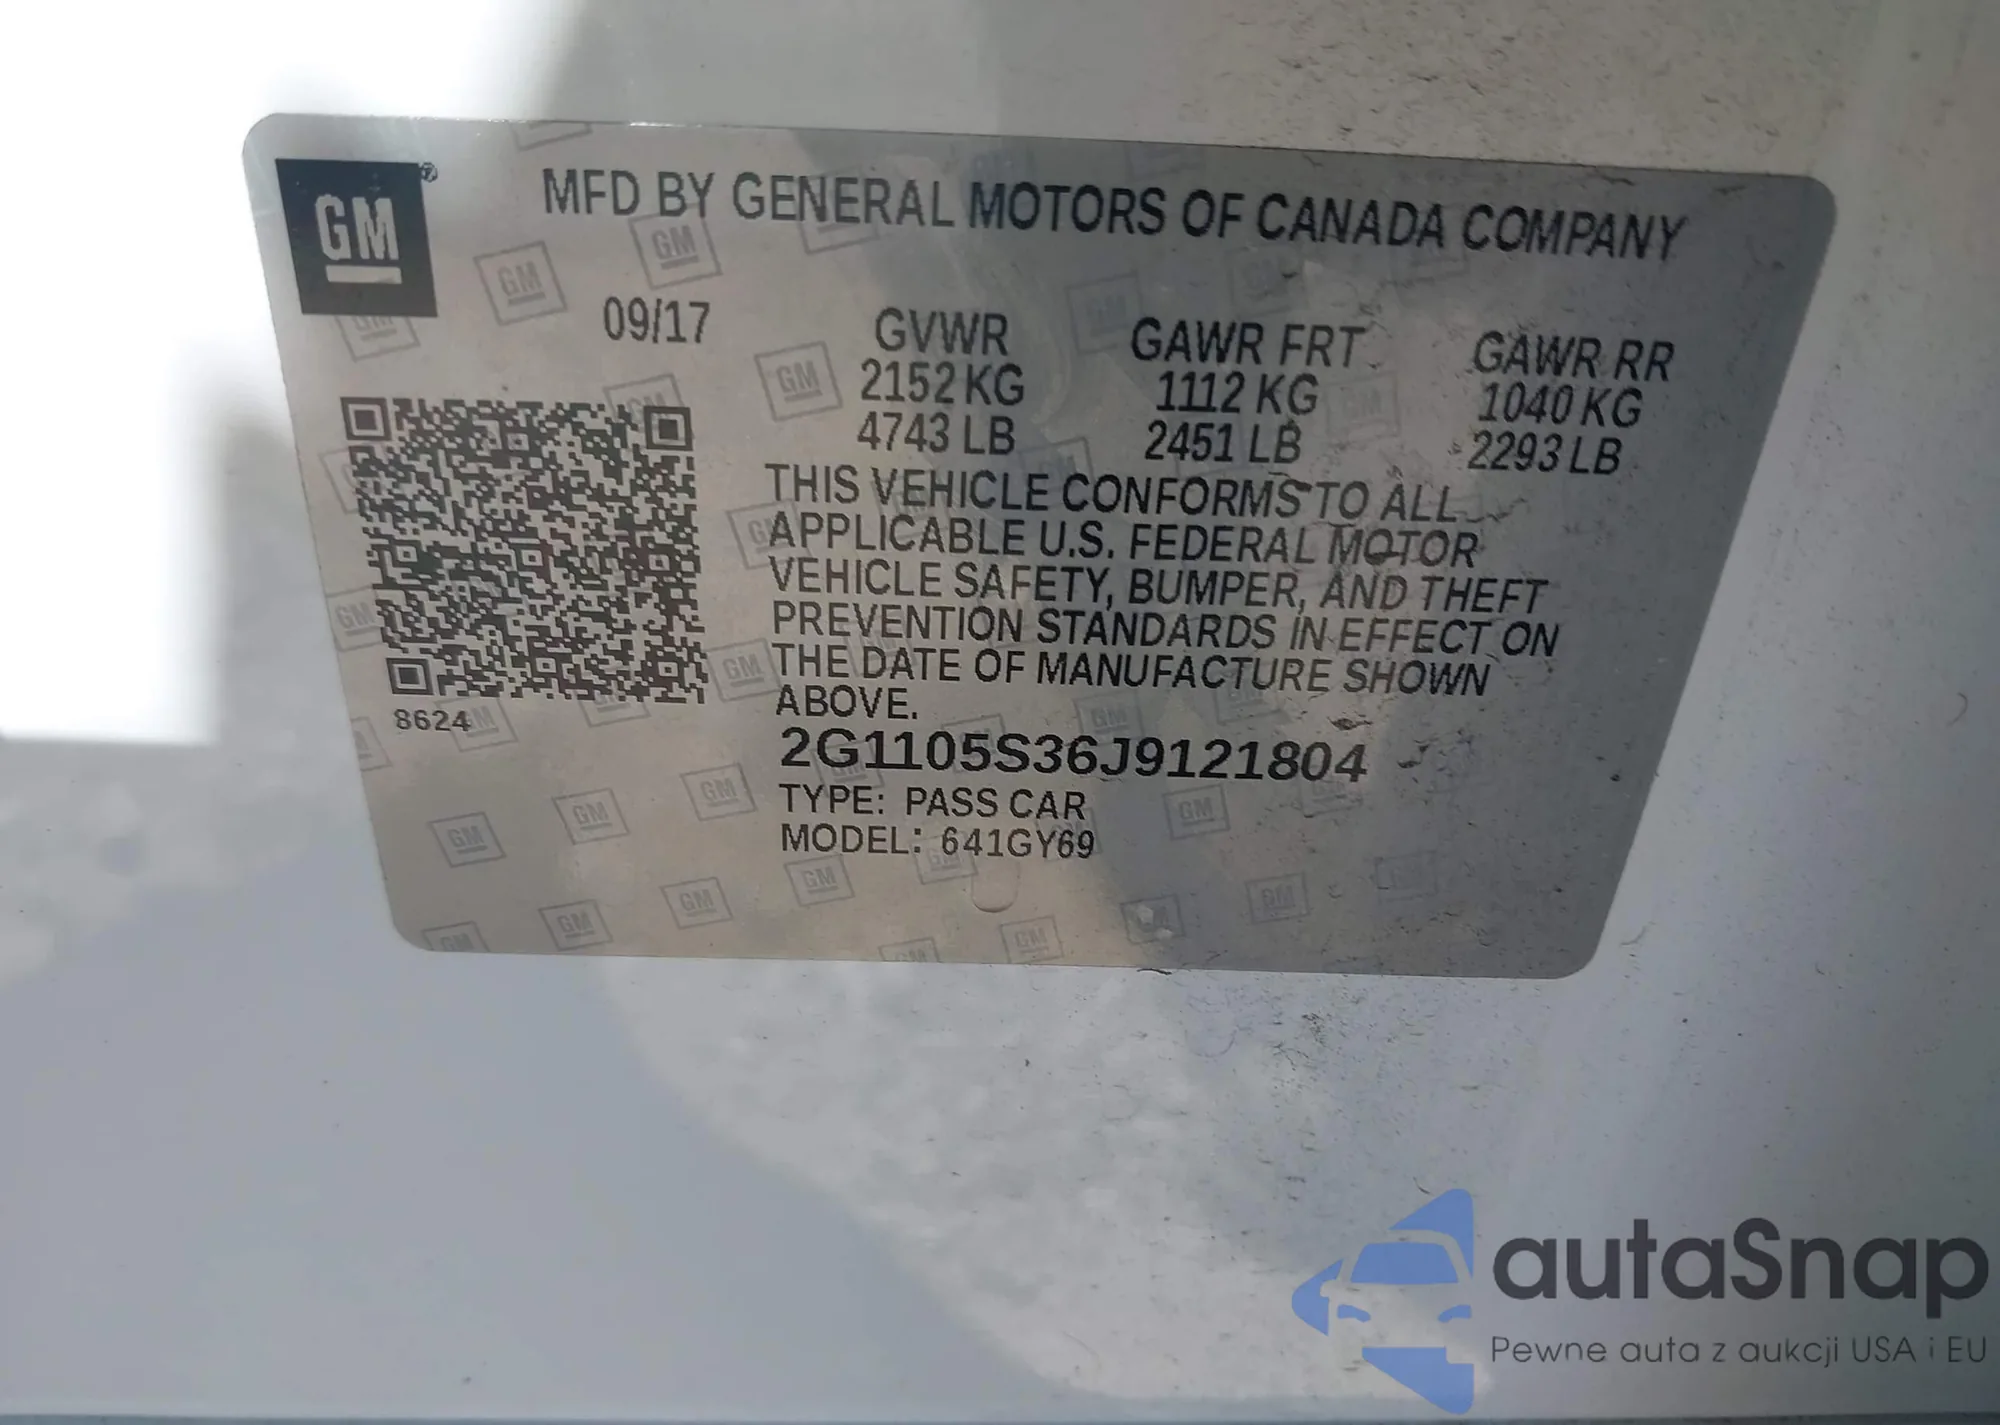 GM
MFD BY GENERAL MOTORS OF CANADA COMPANY
09/17
GVWR GAWR FRT GAWR RR
2152 KG 1112 KG 1040 KG
4743 LB 2451 LB 2293 LB
THIS VEHICLE CONFORMS TO ALL
APPLICABLE U.S. FEDERAL MOTOR
VEHICLE SAFETY, BUMPER, AND THEFT
PREVENTION STANDARDS IN EFFECT ON
THE DATE OF MANUFACTURE SHOWN
ABOVE.
8624
2G1105S36J9121804
TYPE: PASS CAR
MODEL: 641GY69
autaSnap
Pewne auta z aukcji USA i EU